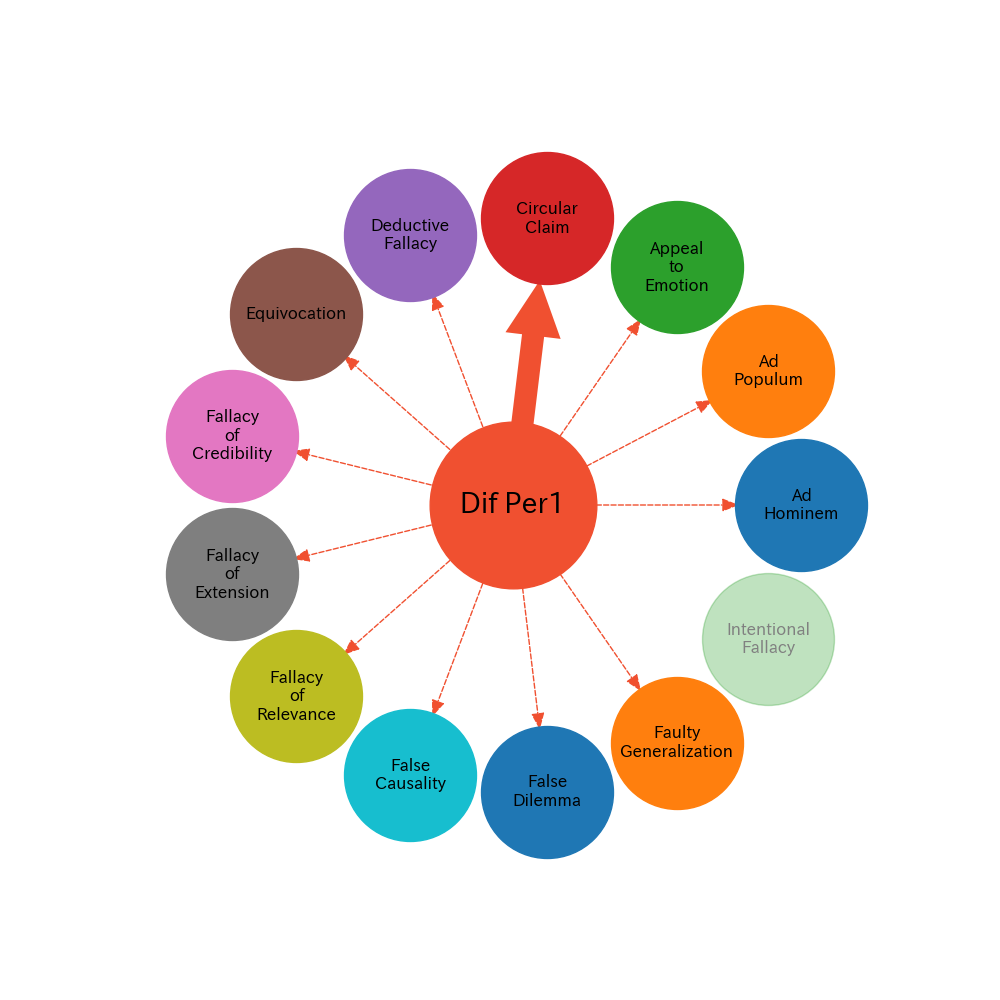 Circular
Claim
Deductive
Fallacy
Appeal
to
Emotion
Equivocation
Ad
Populum
Fallacy
of
Credibility
Dif Per1
Ad
Hominem
Fallacy
of
Extension
Intentional
Fallacy
Fallacy
of
Relevance
Faulty
Generalization
False
Causality
False
Dilemma